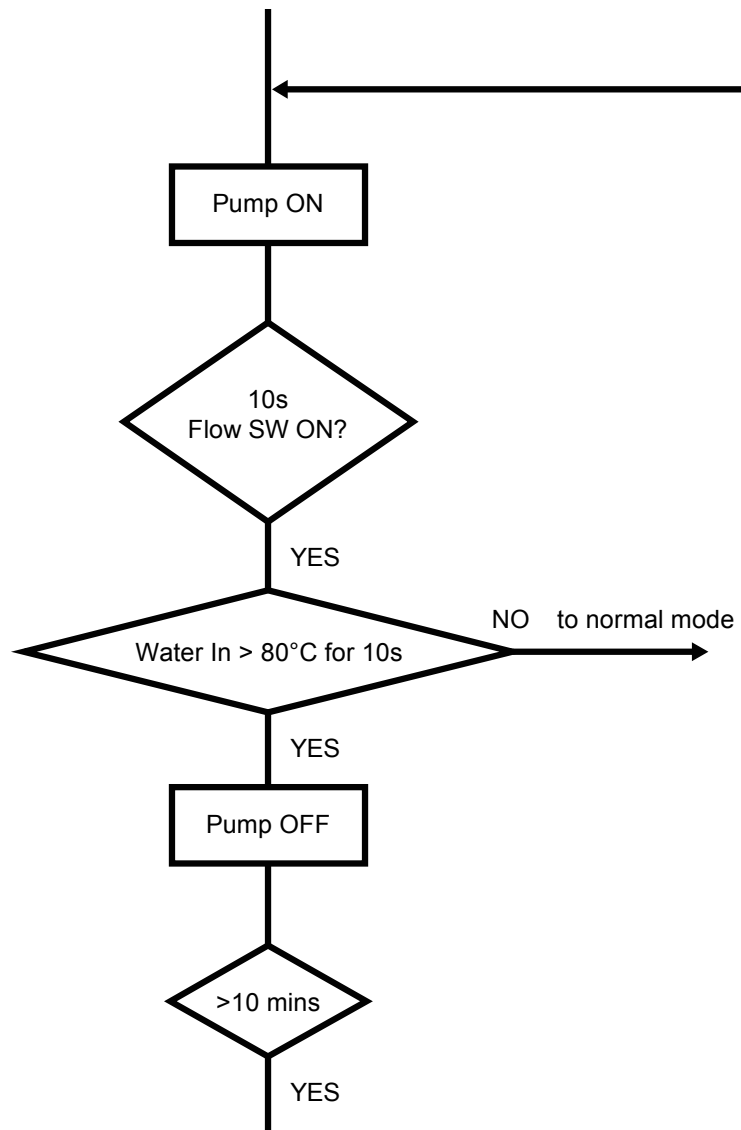 Pump ON
10s
Flow SW ON?
YES
NO to normal mode
Water In > 80°C for 10s
YES
Pump OFF
>10 mins
YES